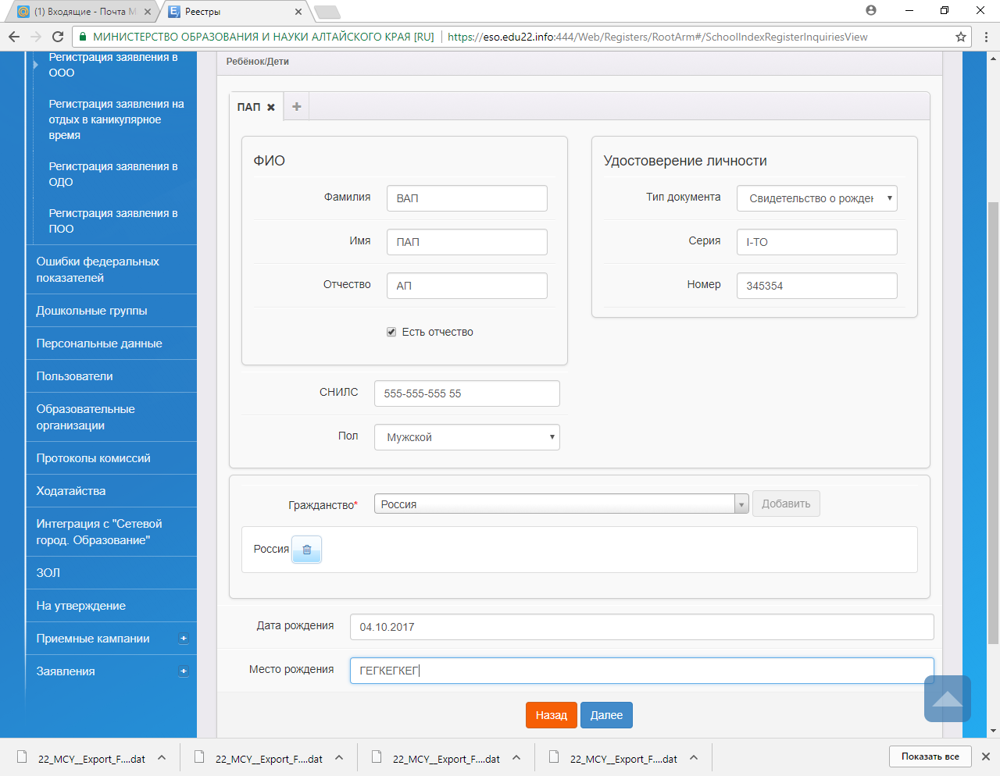 (1) Входящие - Почта М
Реестры
МИНИСТЕРСТВО ОБРАЗОВАНИЯ И НАУКИ АЛТАЙСКОГО КРАЯ [RU]
https://eso.edu22.info:444/Web/Registers/RootArm#/SchoolIndexRegisterInquiriesView
Регистрация заявления в
ООО
Регистрация заявления на
отдых в каникулярное
время
Регистрация заявления в
ОДО
Регистрация заявления в
ПОО
Ошибки федеральных
показателей
Дошкольные группы
Персональные данные
Пользователи
Образовательные
организации
Протоколы комиссий
Ходатайства
Интеграция с "Сетевой
город. Образование"
ЗОЛ
На утверждение
Приемные кампании
Заявления
Ребёнок/Дети
ПАП
ФИО
Фамилия ВАП
Имя ПАП
Отчество АП
Есть отчество
Удостоверение личности
Тип документа Свидетельство о рожден
Серия I-ТО
Номер 345354
СНИЛС 555-555-555 55
Пол Мужской
Гражданство* Россия Добавить
Россия
Дата рождения 04.10.2017
Место рождения ГЕГКЕГКЕГ
Назад Далее
22_MCY__Export_F....dat
22_MCY__Export_F....dat
22_MCY__Export_F....dat
22_MCY__Export_F....dat
Показать все